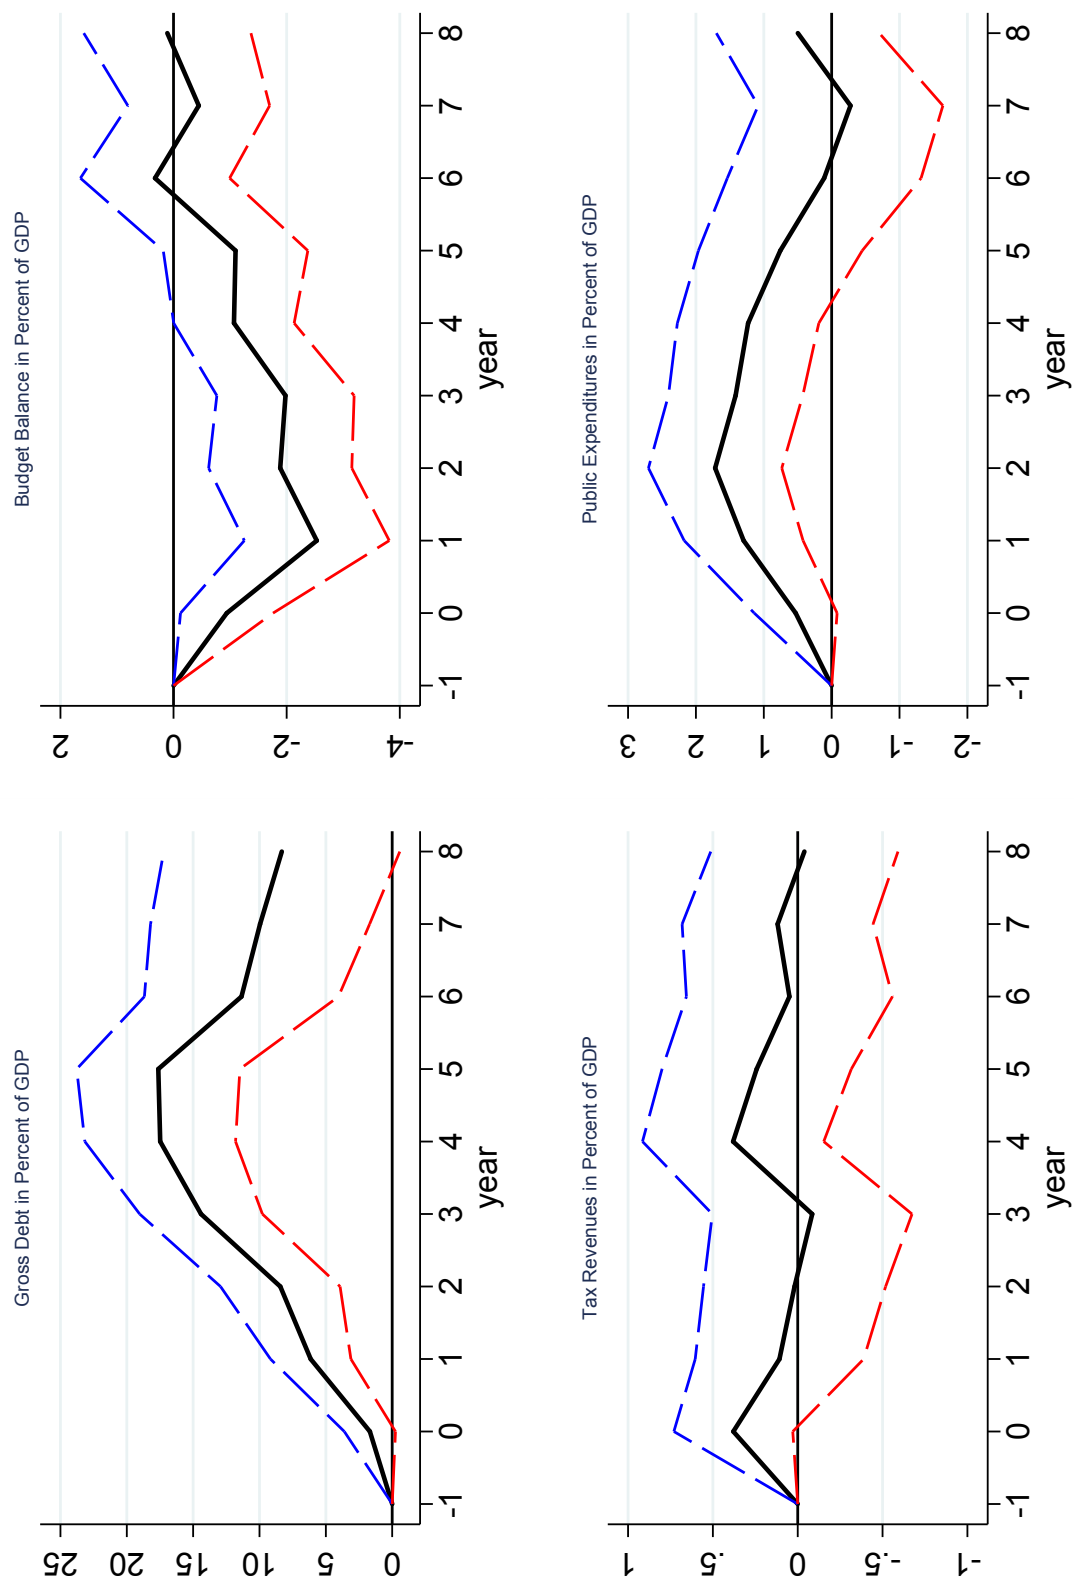 Gross Debt in Percent of GDP
25
20
15
10
5
0
-1 0 1 2 3 4 5 6 7 8
year
Budget Balance in Percent of GDP
2
0
-2
-4
-1 0 1 2 3 4 5 6 7 8
year
Tax Revenues in Percent of GDP
1
.5
0
-.5
-1
-1 0 1 2 3 4 5 6 7 8
year
Public Expenditures in Percent of GDP
3
2
1
0
-1
-2
-1 0 1 2 3 4 5 6 7 8
year